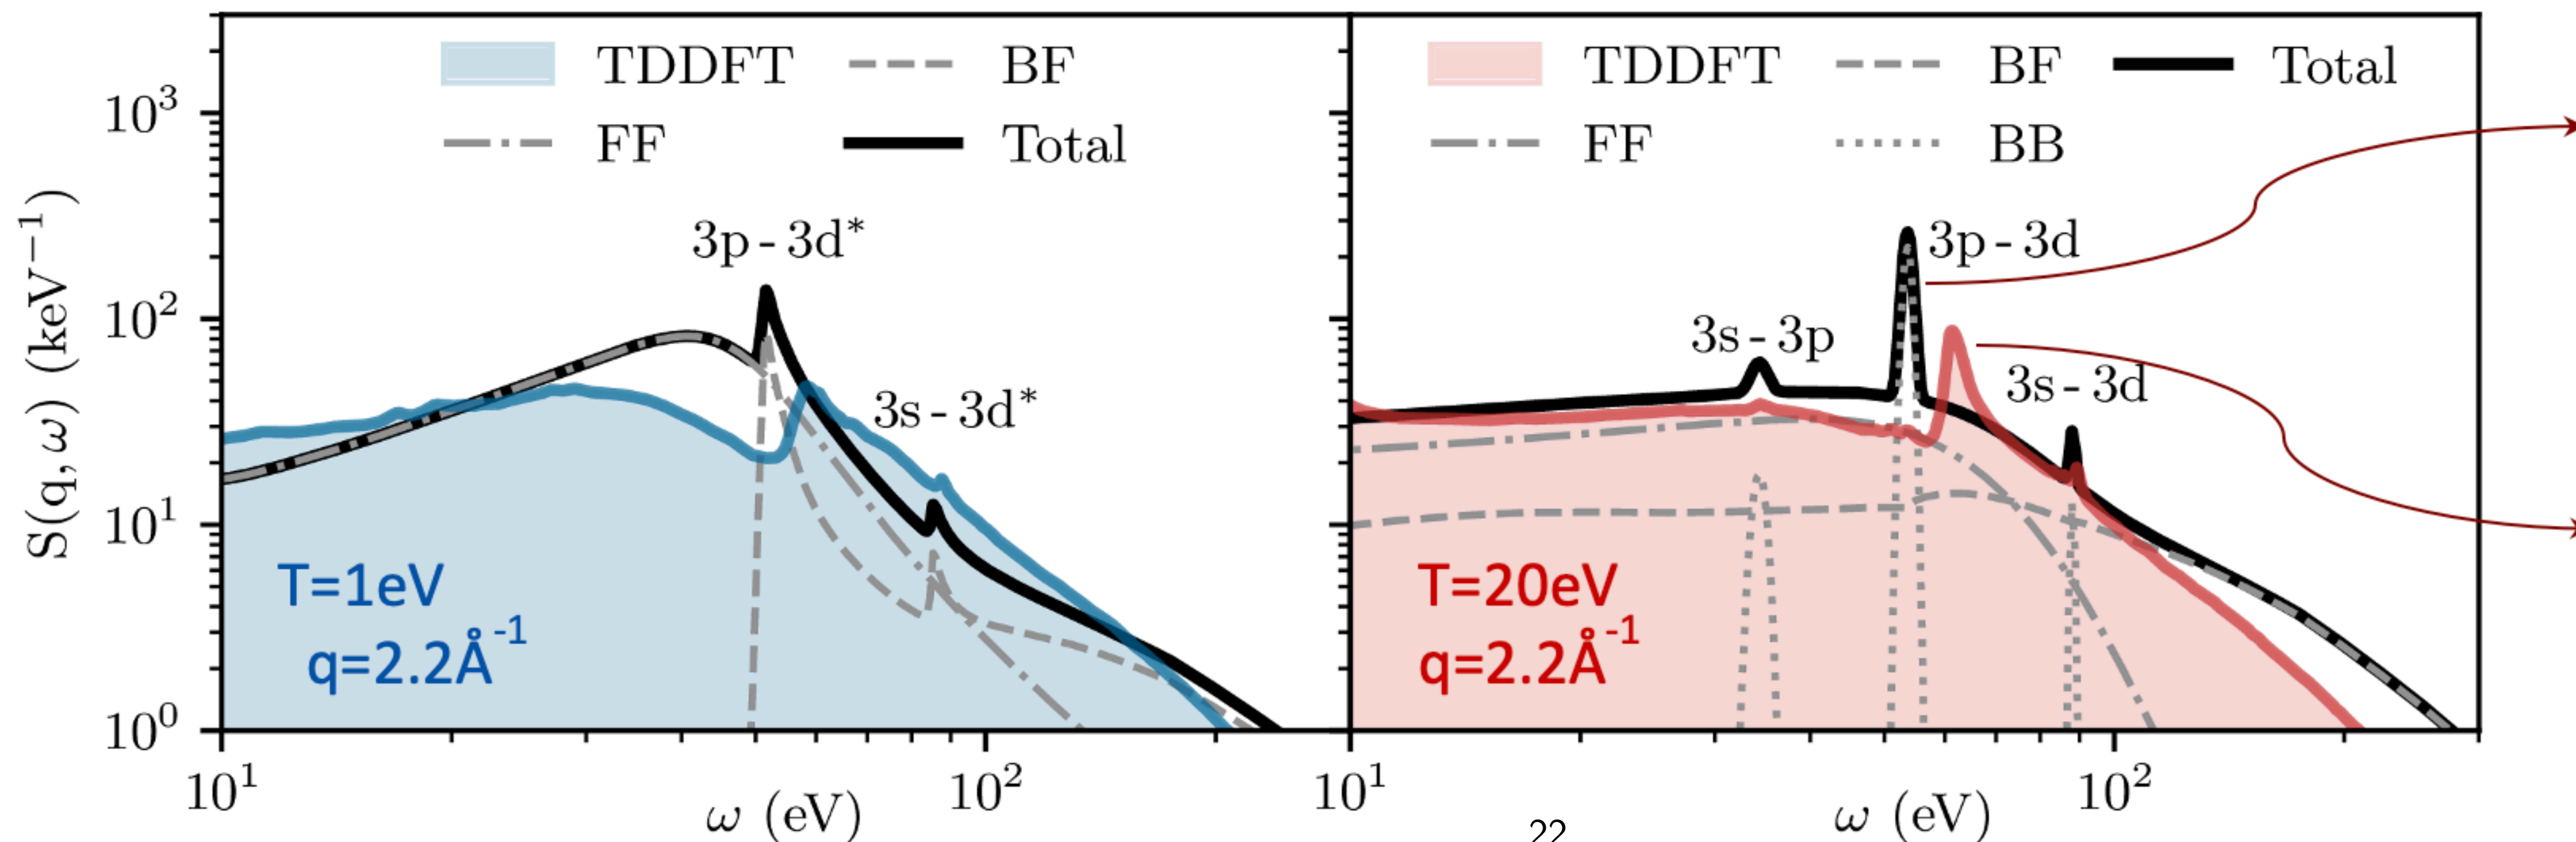 TDDFT
BF
FF
Total
3p - 3d*
3s - 3d*
T=1eV
q=2.2Å⁻¹
S(q, ω) (keV⁻¹)
10³
10²
10¹
10⁰
10¹
10²
ω (eV)
TDDFT
BF
Total
FF
BB
3p - 3d
3s - 3p
3s - 3d
T=20eV
q=2.2Å⁻¹
10¹
10²
ω (eV)
22